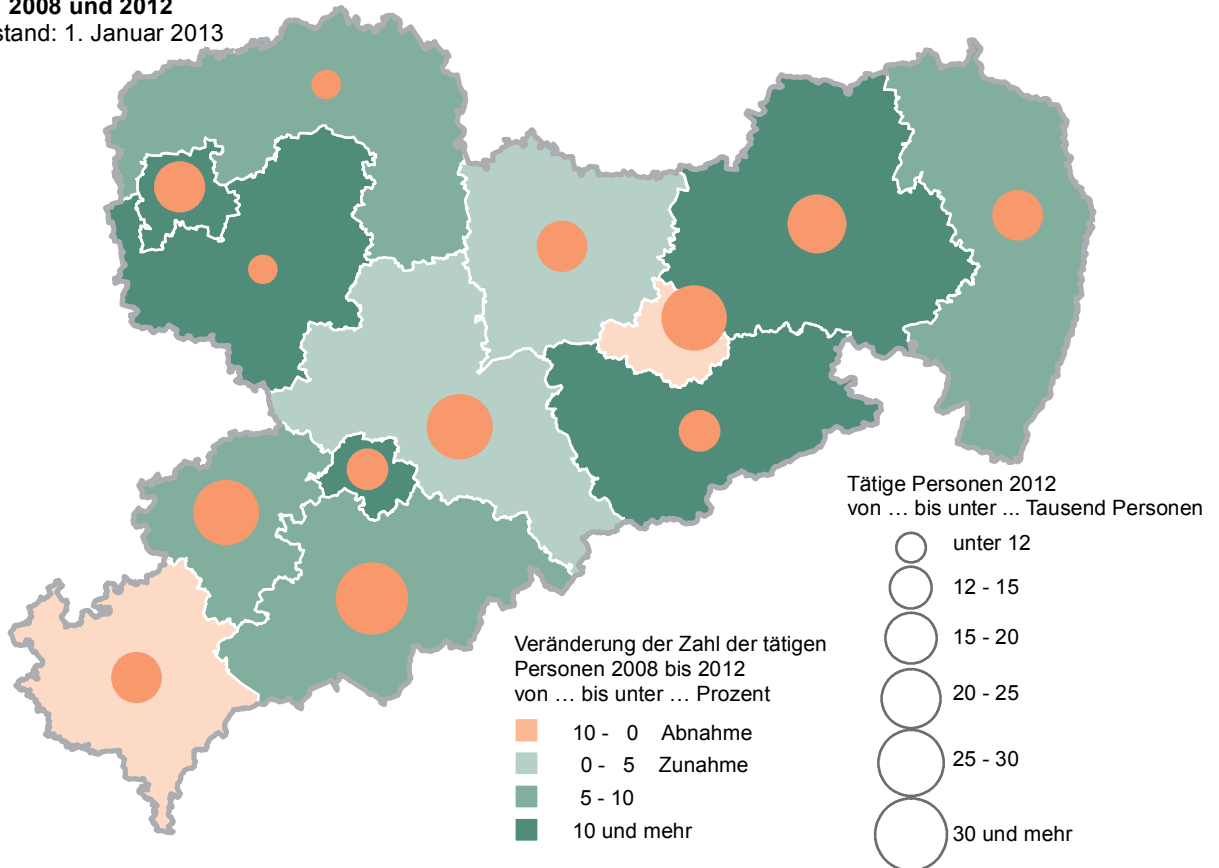 2008 und 2012
stand: 1. Januar 2013
Tätige Personen 2012
von … bis unter ... Tausend Personen
unter 12
12 - 15
15 - 20
20 - 25
25 - 30
30 und mehr
Veränderung der Zahl der tätigen
Personen 2008 bis 2012
von … bis unter … Prozent
10 - 0 Abnahme
0 - 5 Zunahme
5 - 10
10 und mehr